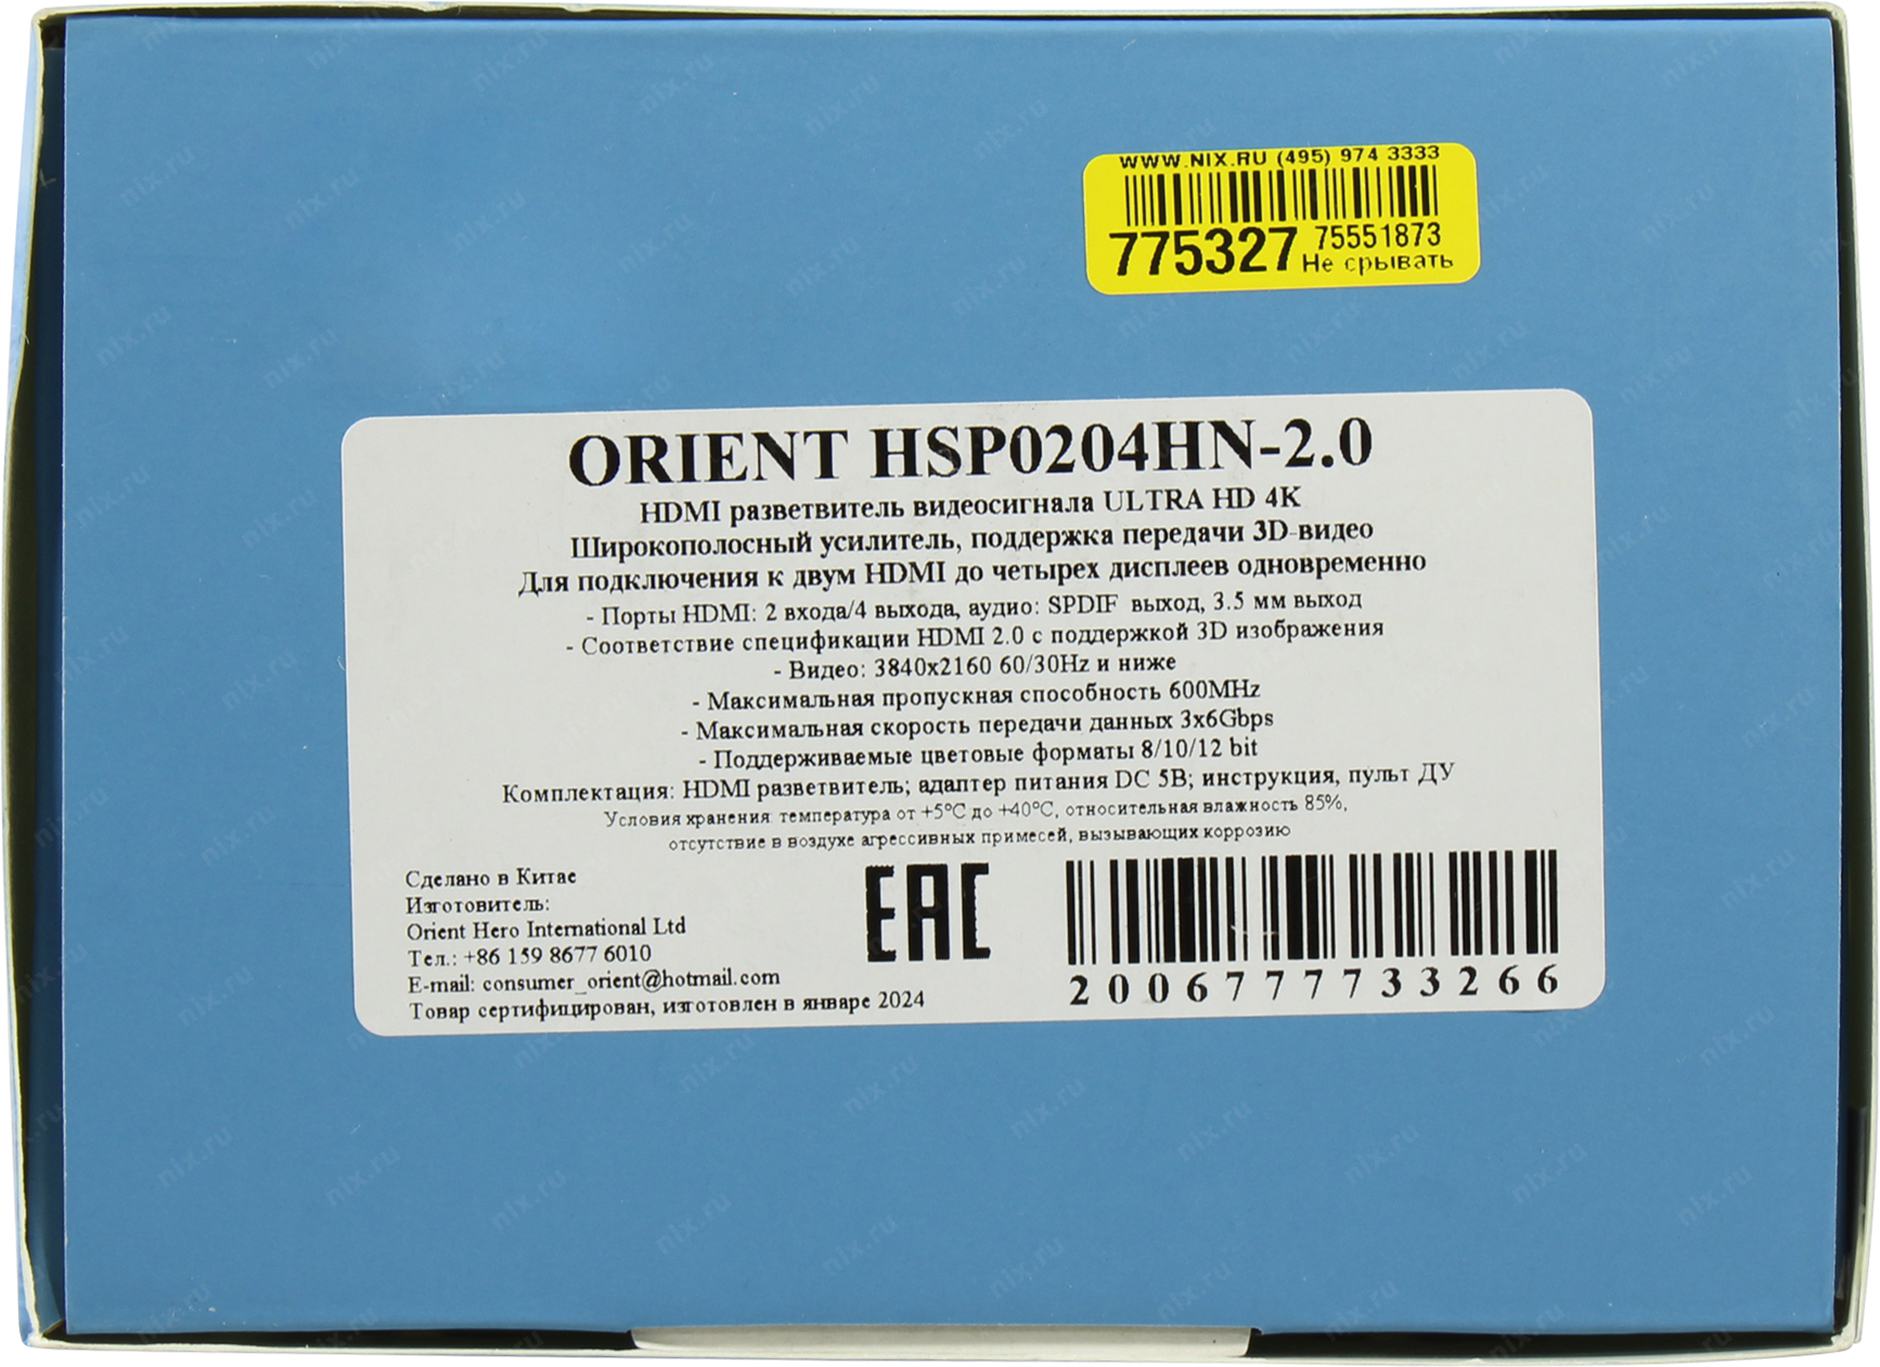 WWW.NIX.RU (495) 974 3333
775327 75551873
Не срывать
ORIENT HSP0204HN-2.0
HDMI разветвитель видеосигнала ULTRA HD 4K
Широкополосный усилитель, поддержка передачи 3D-видео
Для подключения к двум HDMI до четырех дисплеев одновременно
- Порты HDMI: 2 входа/4 выхода, аудио: SPDIF выход, 3.5 мм выход
- Соответствие спецификации HDMI 2.0 с поддержкой 3D изображения
- Видео: 3840x2160 60/30Hz и ниже
- Максимальная пропускная способность 600MHz
- Максимальная скорость передачи данных 3x6Gbps
- Поддерживаемые цветовые форматы 8/10/12 bit
Комплектация: HDMI разветвитель; адаптер питания DC 5В; инструкция, пульт ДУ
Условия хранения: температура от +5°C до +40°C, относительная влажность 85%,
отсутствие в воздухе агрессивных примесей, вызывающих коррозию
Сделано в Китае
Изготовитель:
Orient Hero International Ltd
Тел.: +86 159 8677 6010
E-mail: consumer_orient@hotmail.com
Товар сертифицирован, изготовлен в январе 2024
EAC
2006777733266
nix.ru